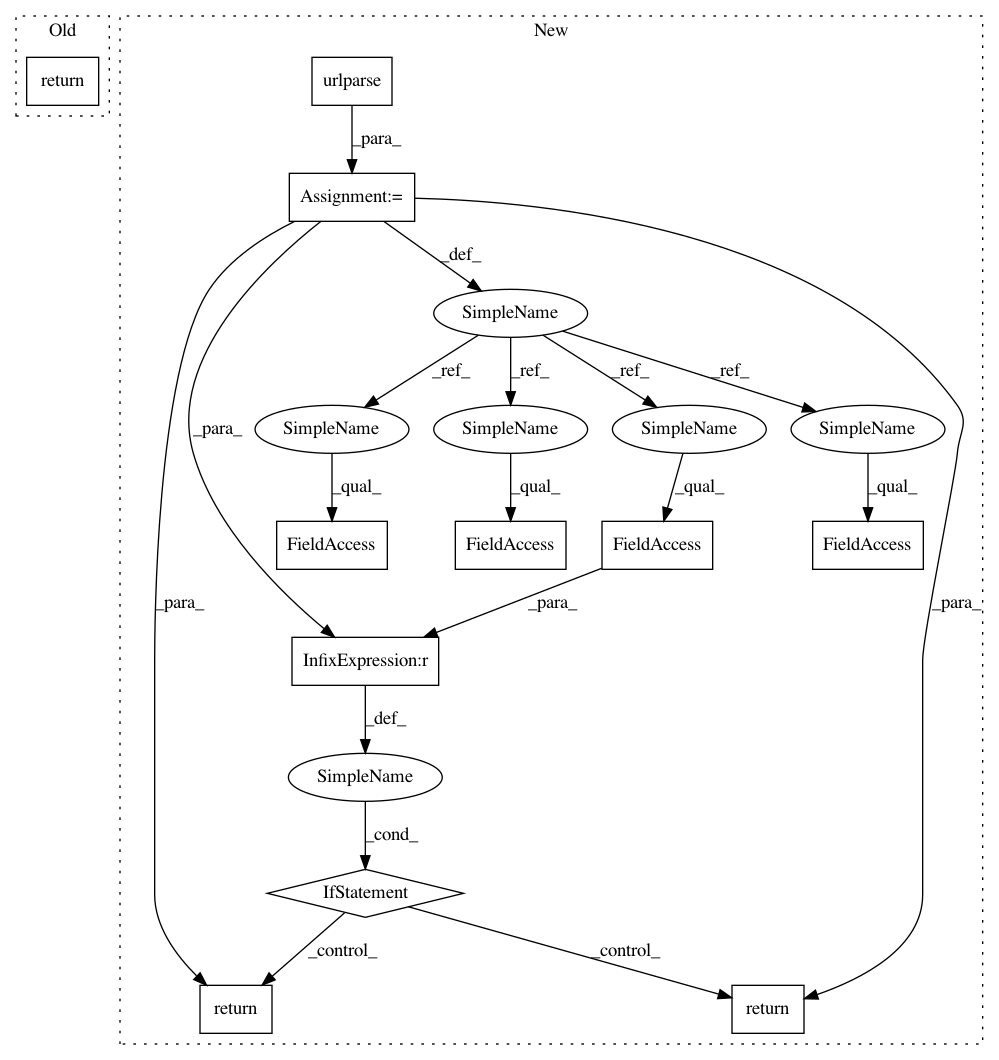 Old
New
return
urlparse
_para_
Assignment:=
_def_
SimpleName
_ref_
_ref_
_ref_
_ref_
_para_
SimpleName
SimpleName
SimpleName
SimpleName
_qual_
_qual_
_qual_
_qual_
FieldAccess
FieldAccess
FieldAccess
FieldAccess
_para_
_para_
_para_
InfixExpression:r
_def_
SimpleName
_cond_
IfStatement
_control_
_control_
return
return